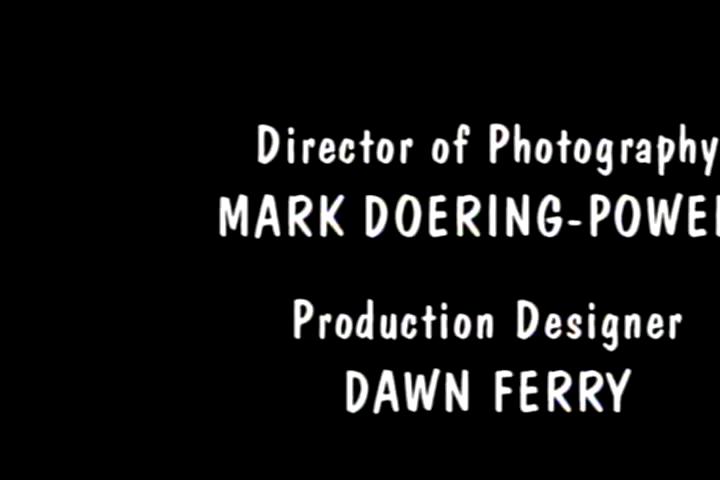 Director of Photography
MARK DOERING-POWE
Production Designer
DAWN FERRY